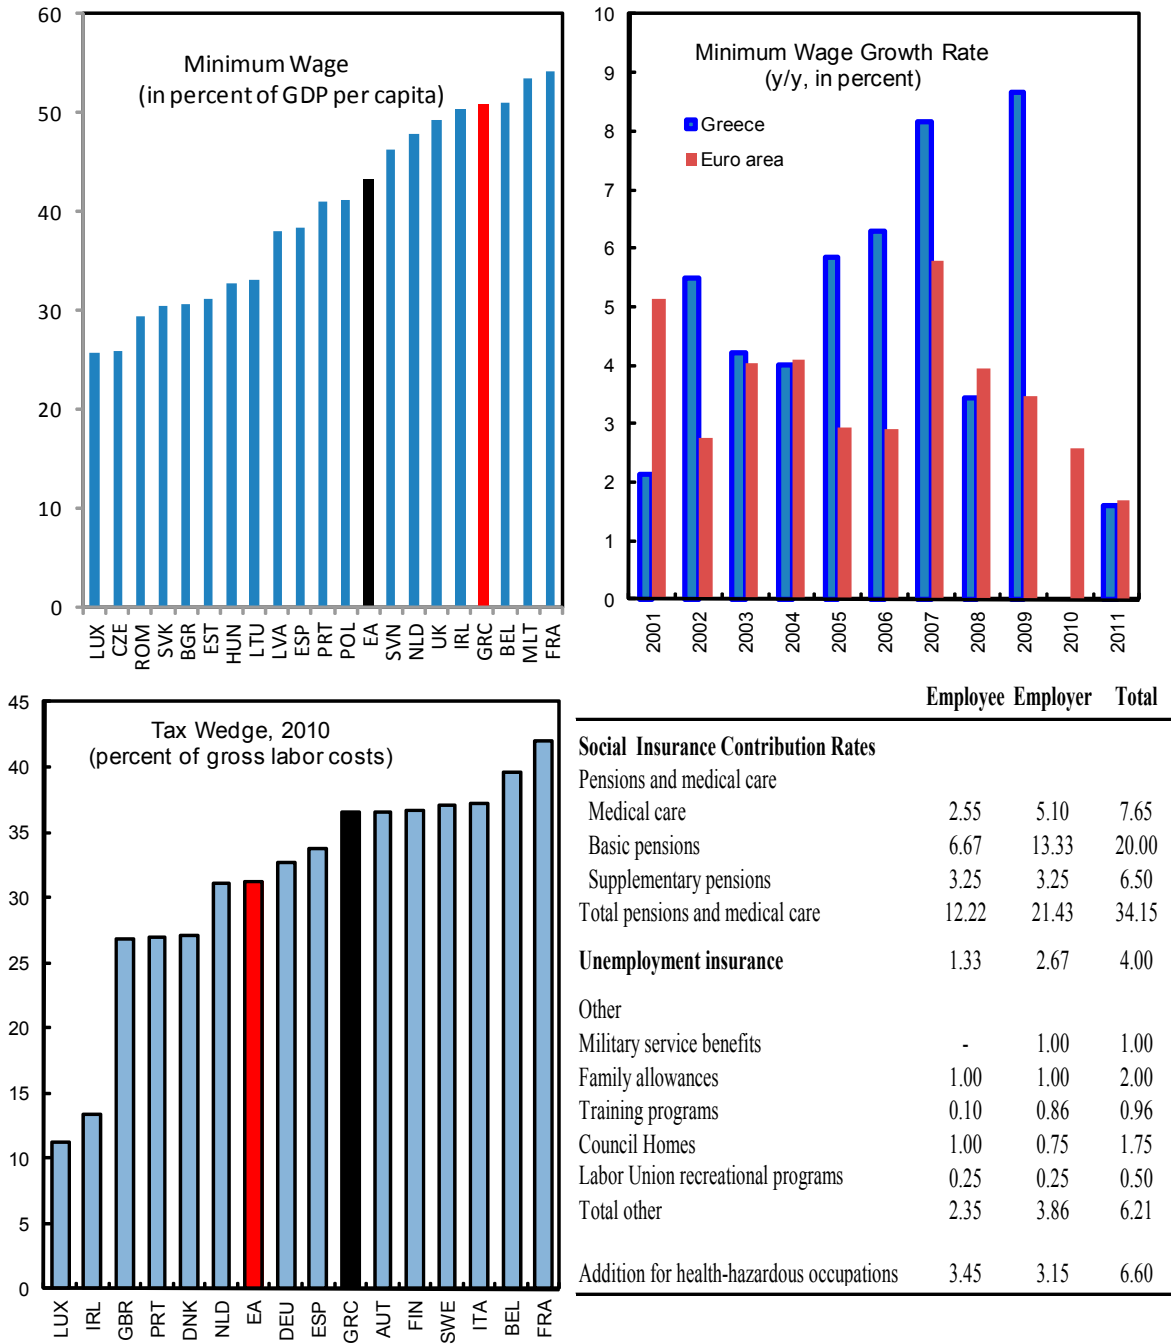 Minimum Wage
(in percent of GDP per capita)
60
50
40
30
20
10
0
LUX
CZE
ROM
SVK
BGR
EST
HUN
LTU
LVA
ESP
PRT
POL
EA
SVN
NLD
UK
IRL
GRC
BEL
MLT
FRA
Minimum Wage Growth Rate
(y/y, in percent)
Greece
Euro area
10
9
8
7
6
5
4
3
2
1
0
2001
2002
2003
2004
2005
2006
2007
2008
2009
2010
2011
Tax Wedge, 2010
(percent of gross labor costs)
45
40
35
30
25
20
15
10
5
0
LUX
IRL
GBR
PRT
DNK
NLD
EA
DEU
ESP
GRC
AUT
FIN
SWE
ITA
BEL
FRA
Employee Employer Total
Social Insurance Contribution Rates
Pensions and medical care
Medical care 2.55 5.10 7.65
Basic pensions 6.67 13.33 20.00
Supplementary pensions 3.25 3.25 6.50
Total pensions and medical care 12.22 21.43 34.15
Unemployment insurance 1.33 2.67 4.00
Other
Military service benefits - 1.00 1.00
Family allowances 1.00 1.00 2.00
Training programs 0.10 0.86 0.96
Council Homes 1.00 0.75 1.75
Labor Union recreational programs 0.25 0.25 0.50
Total other 2.35 3.86 6.21
Addition for health-hazardous occupations 3.45 3.15 6.60